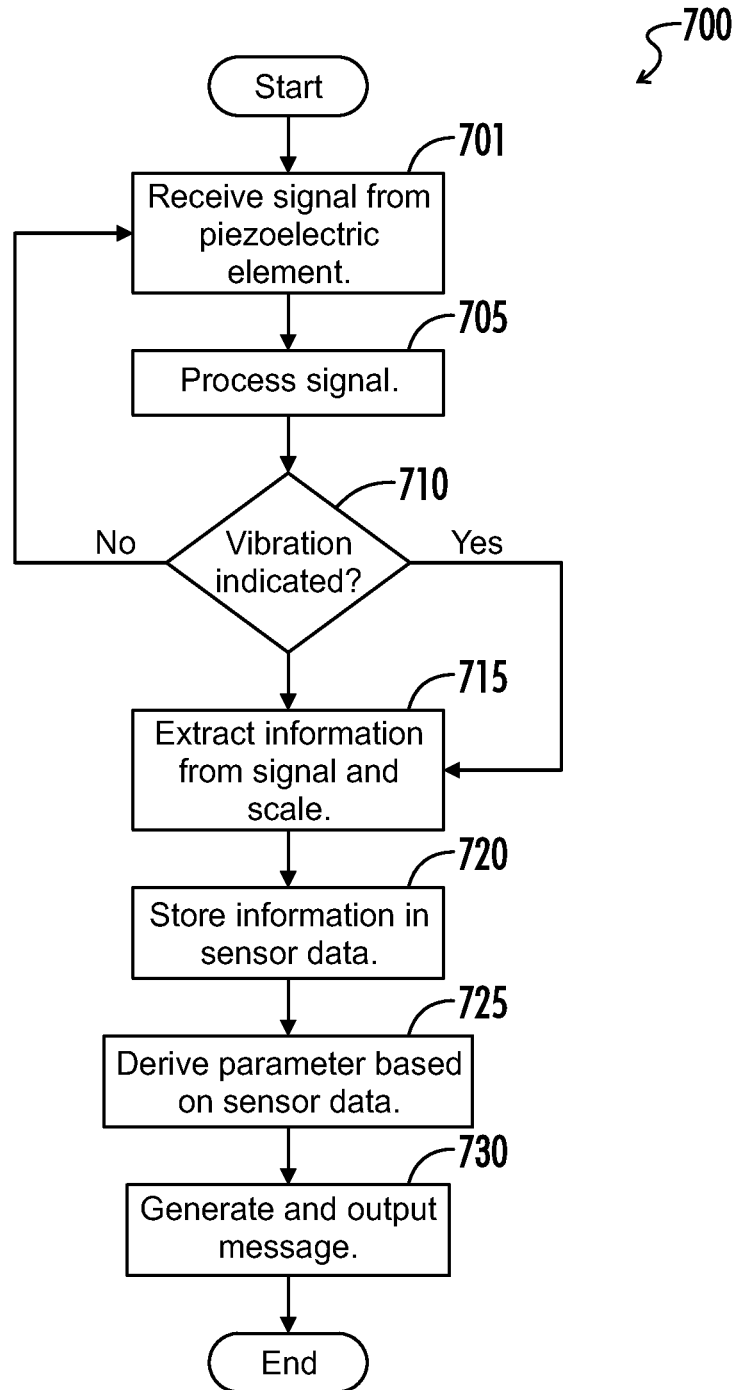 700
Start
701
Receive signal from
piezoelectric
element.
705
Process signal.
710
No
Vibration
indicated?
Yes
715
Extract information
from signal and
scale.
720
Store information in
sensor data.
725
Derive parameter based
on sensor data.
730
Generate and output
message.
End